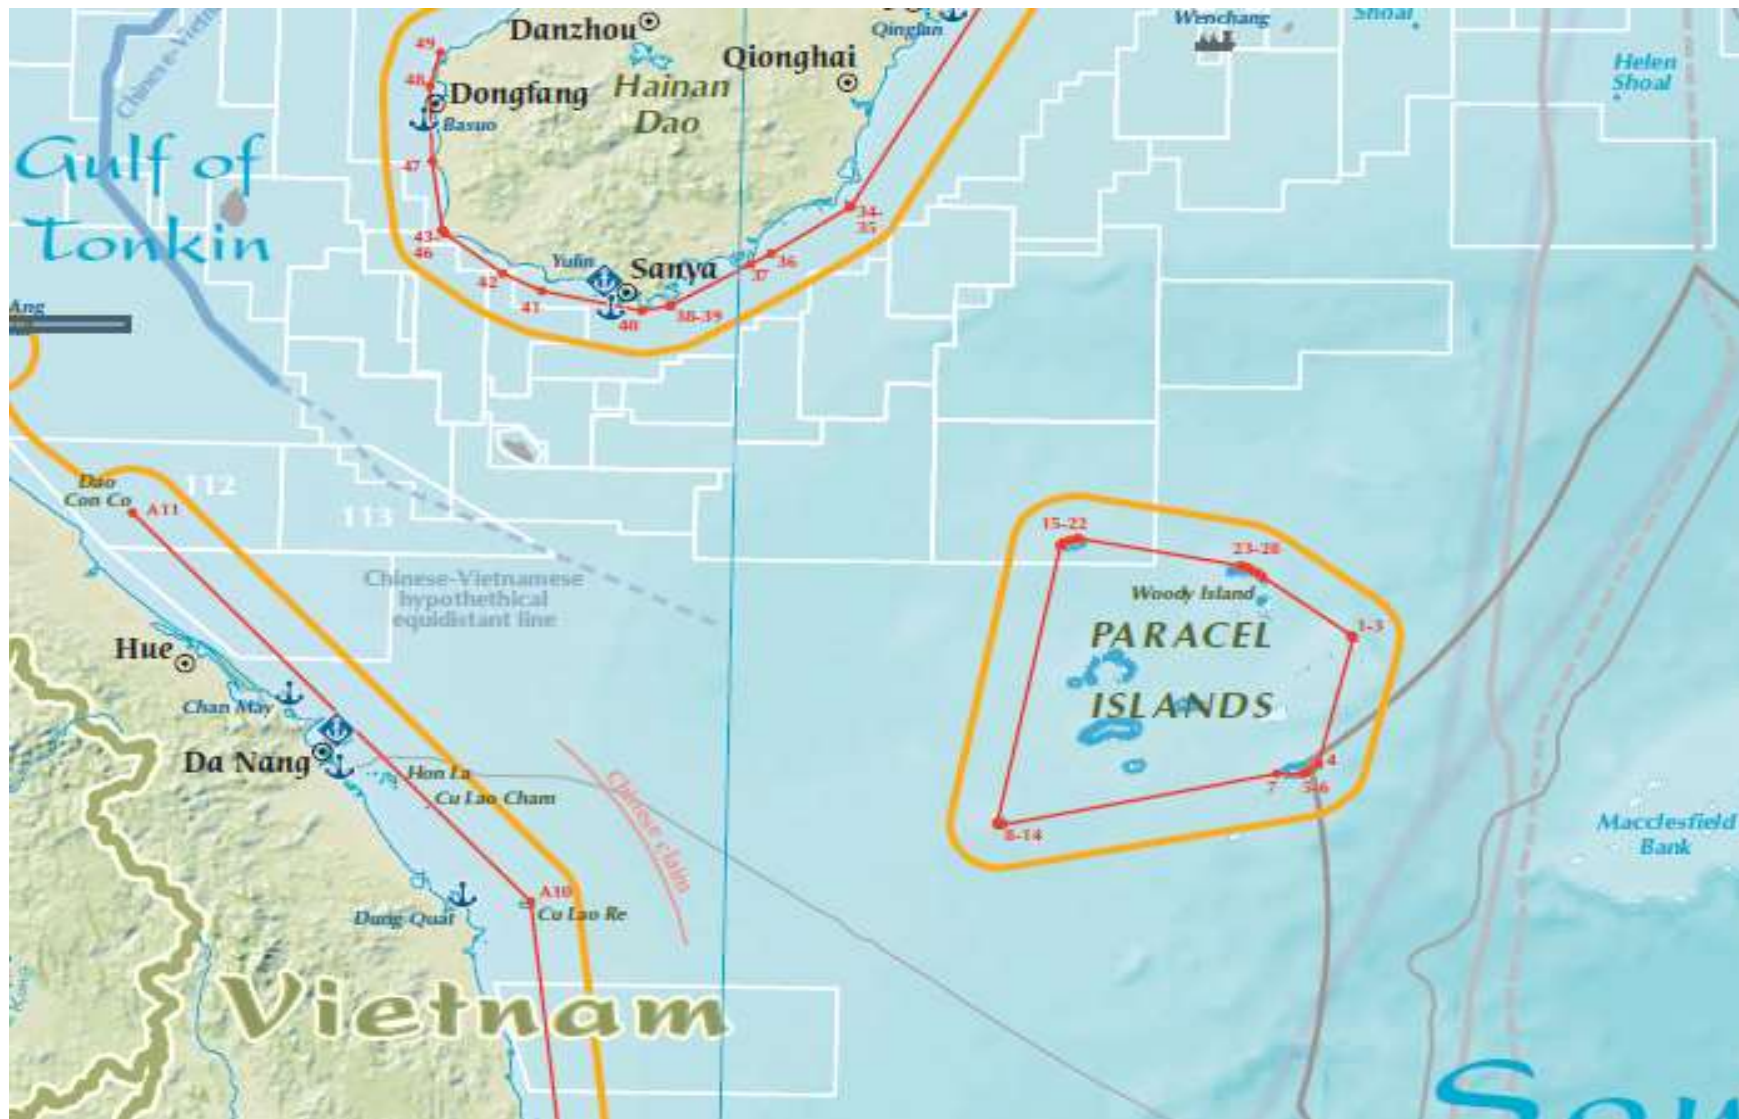 Wenchang
Shoal
Danzhou
Qinglan
Qionghai
Helen
Shoal
49
48
Dongfang
Basuo
Hainan
Dao
Gulf of
Tonkin
47
34-
35
43-
46
36
37
Yulin
Sanya
42
41
40
38-39
Ang
Dao
Con Co
A11
112
113
15-22
23-28
Chinese-Vietnamese
hypothethical
equidistant line
Woody Island
1-3
PARACEL
ISLANDS
Hue
Chan May
Da Nang
Hon La
Cu Lao Cham
Chinese claim
4
7
5-6
8-14
Macclesfield
Bank
A10
Cu Lao Re
Dung Quat
Vietnam
Sou